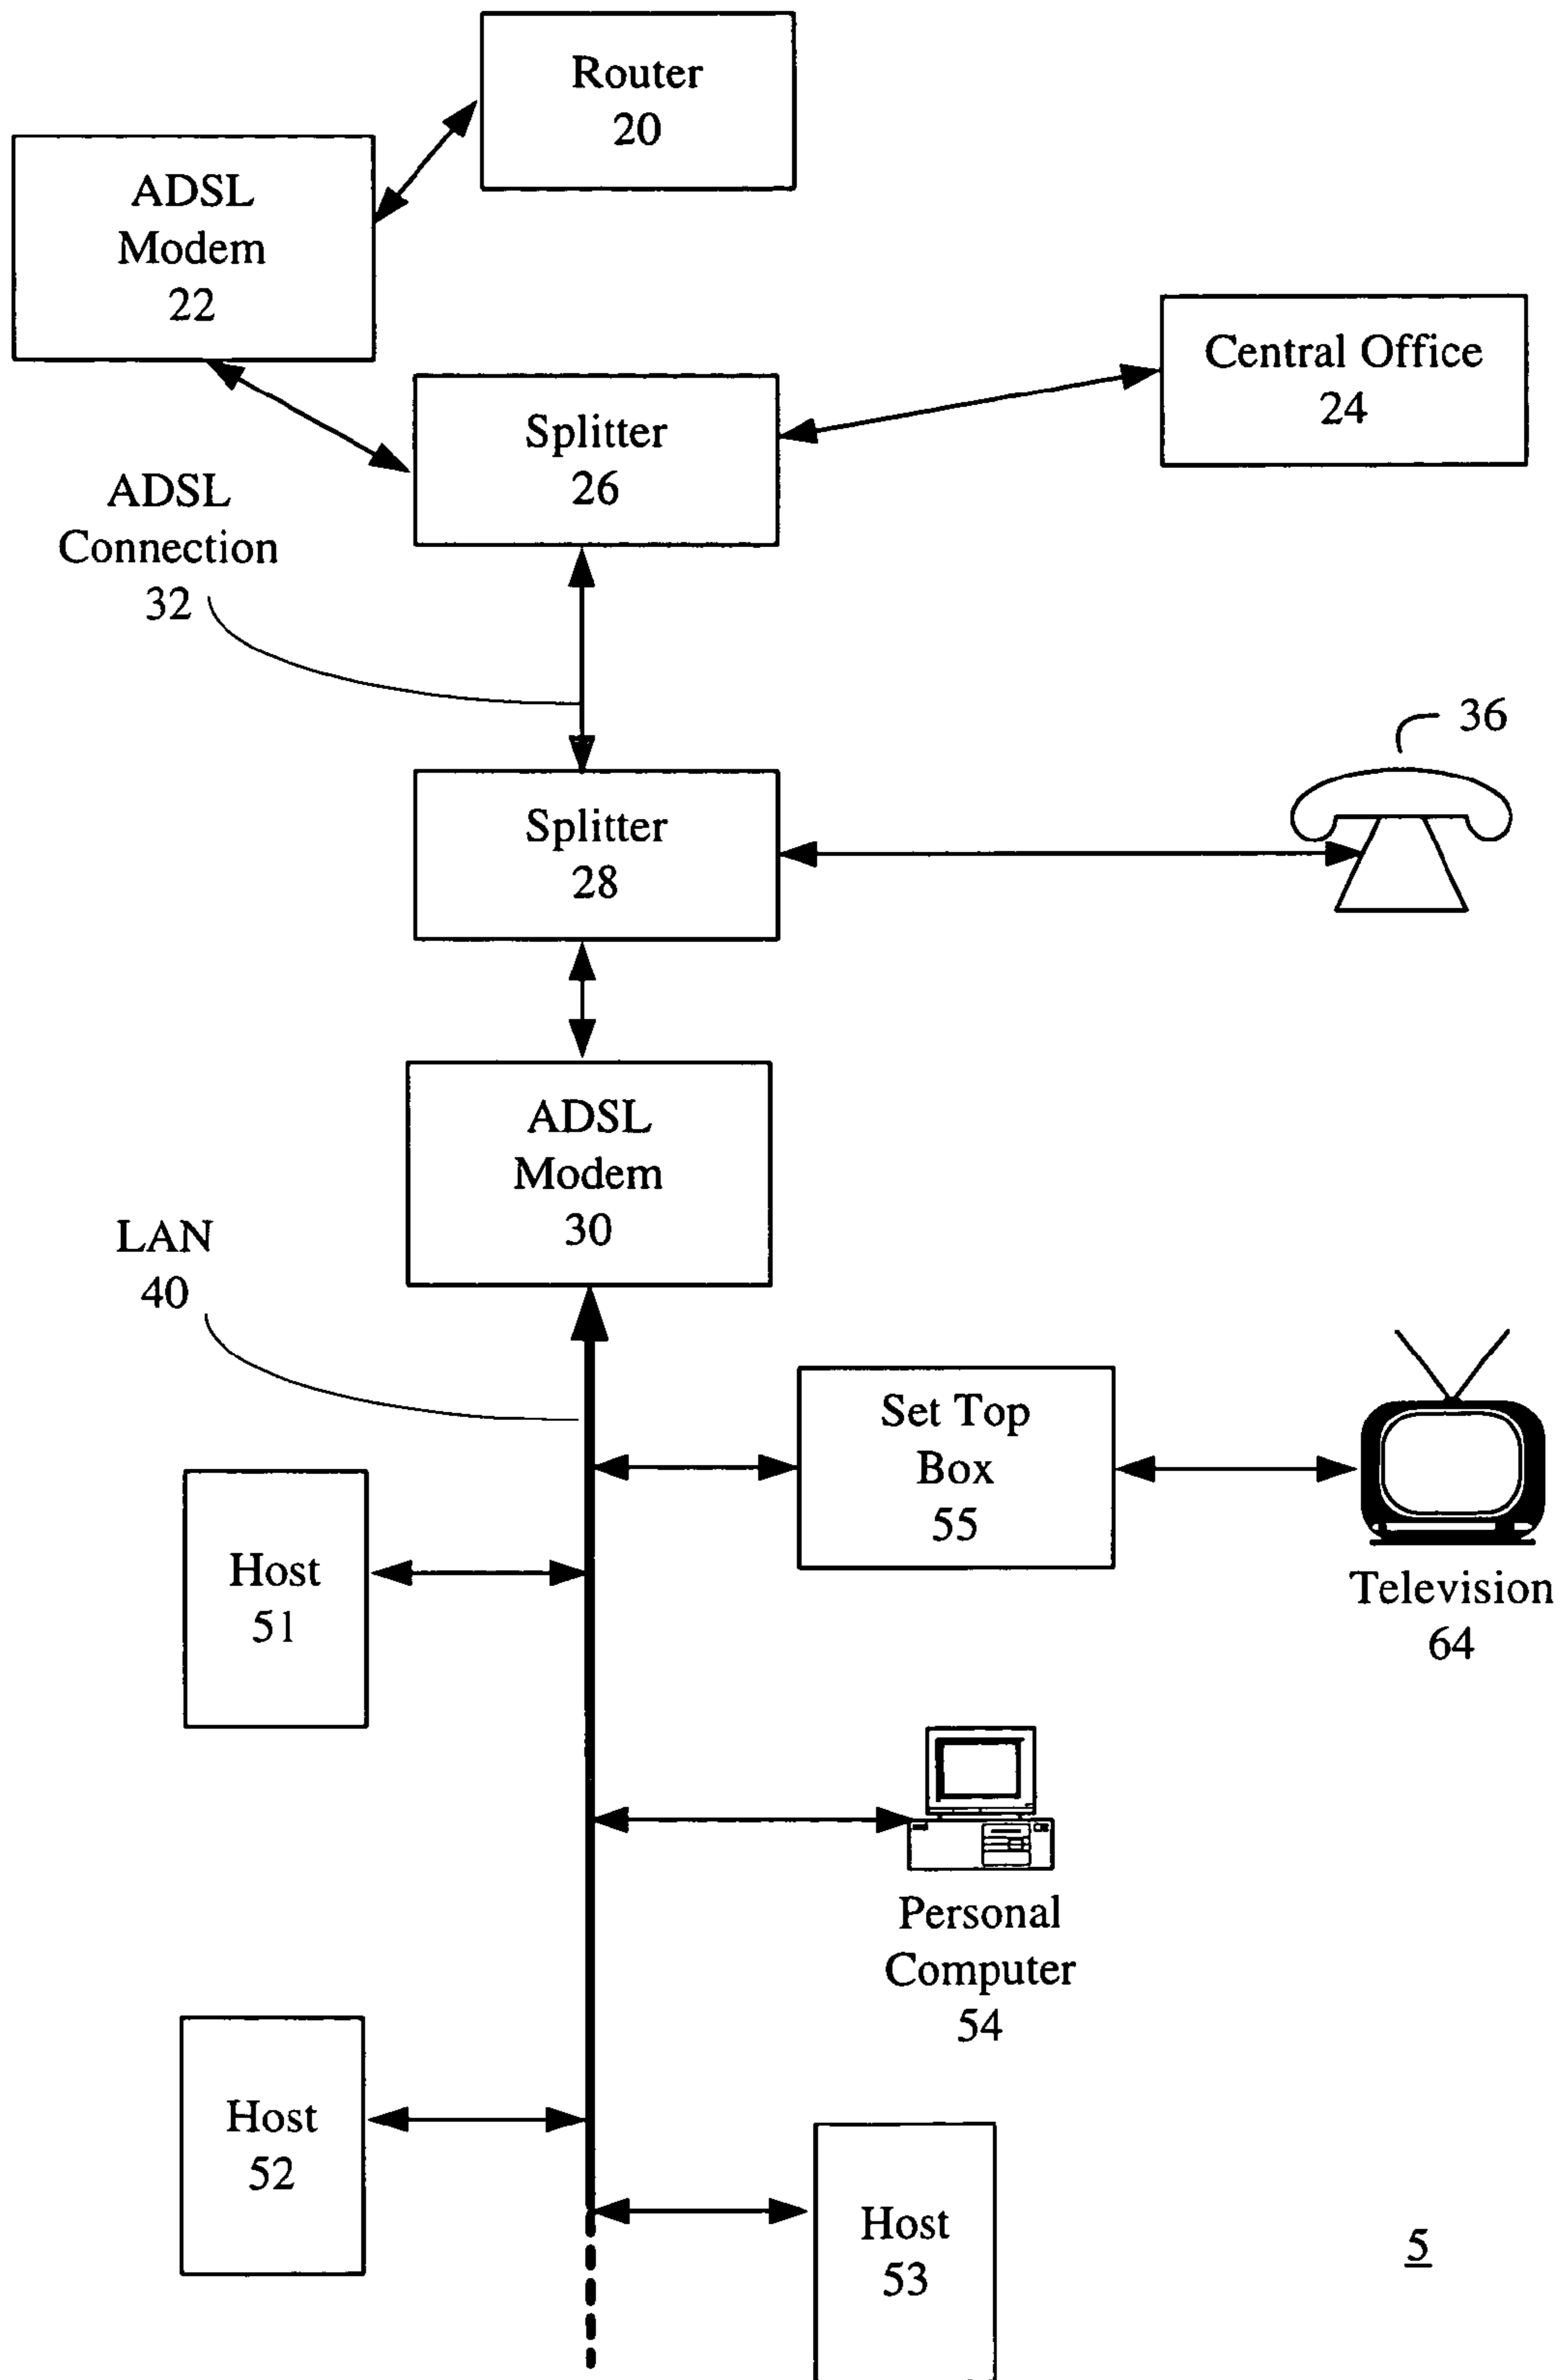 Router
20
ADSL
Modem
22
Central Office
24
Splitter
26
ADSL
Connection
32
36
Splitter
28
ADSL
Modem
30
LAN
40
Set Top
Box
55
Host
51
Television
64
Personal
Computer
54
Host
52
Host
53
5